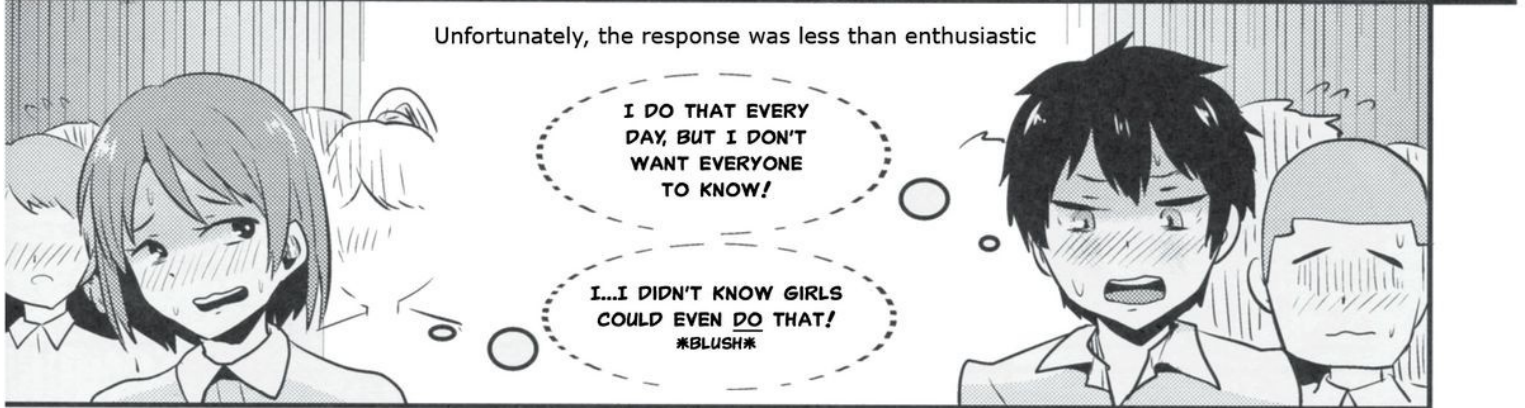 Unfortunately, the response was less than enthusiastic
I DO THAT EVERY
DAY, BUT I DON'T
WANT EVERYONE
TO KNOW!
I...I DIDN'T KNOW GIRLS
COULD EVEN DO THAT!
*BLUSH*